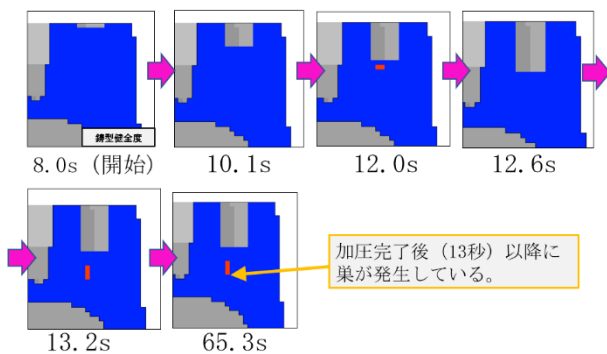 鋳型健全度
8.0s (開始)
10.1s
12.0s
12.6s
13.2s
65.3s
加圧完了後（13秒）以降に
巣が発生している。